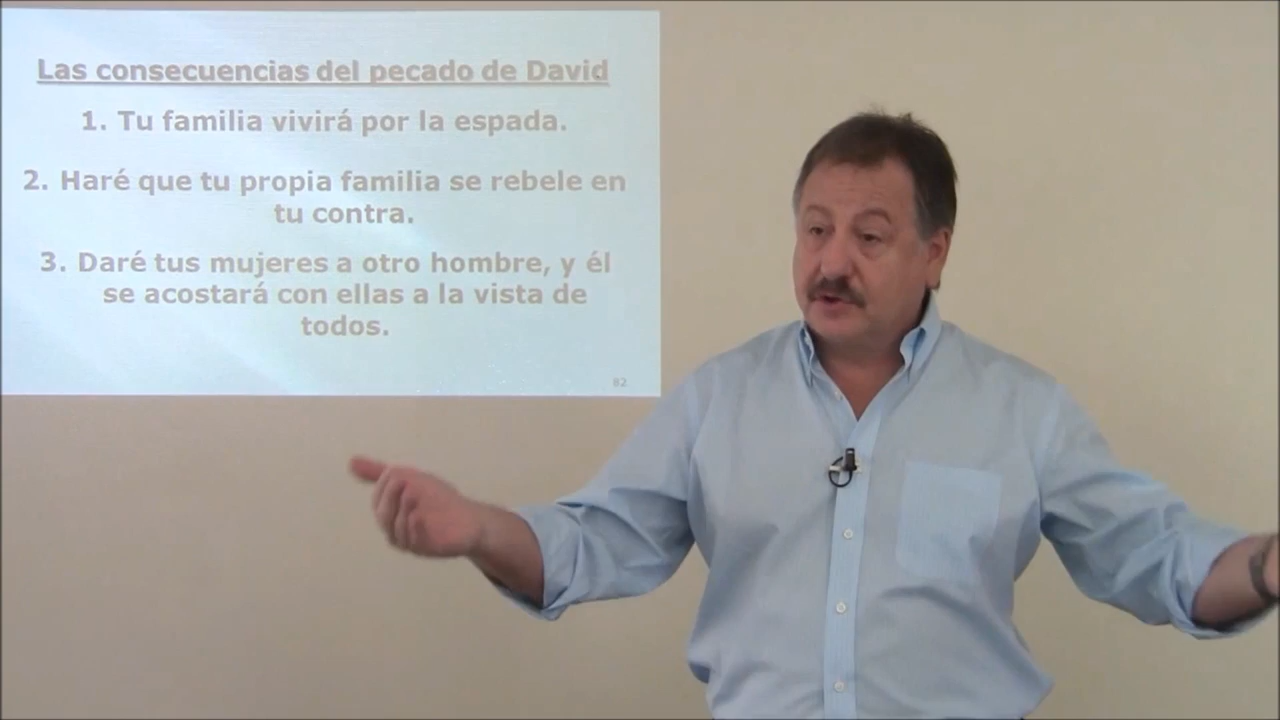 Las consecuencias del pecado de David
1. Tu familia vivirá por la espada.
2. Haré que tu propia familia se rebele en
tu contra.
3. Daré tus mujeres a otro hombre, y él
se acostará con ellas a la vista de
todos.
82